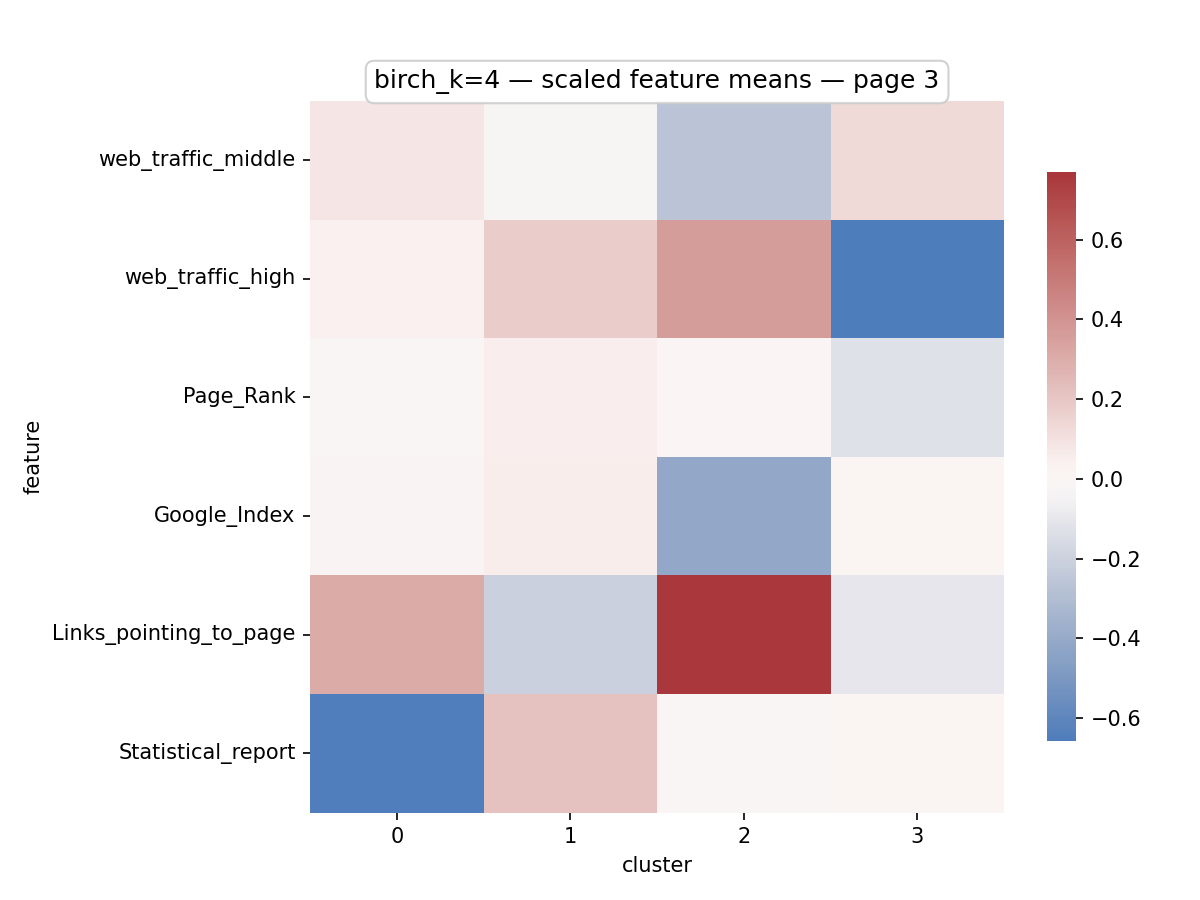 birch_k=4 — scaled feature means — page 3
web_traffic_middle
web_traffic_high
Page_Rank
Google_Index
Links_pointing_to_page
Statistical_report
feature
0 1 2 3
cluster
0.6
0.4
0.2
0.0
−0.2
−0.4
−0.6